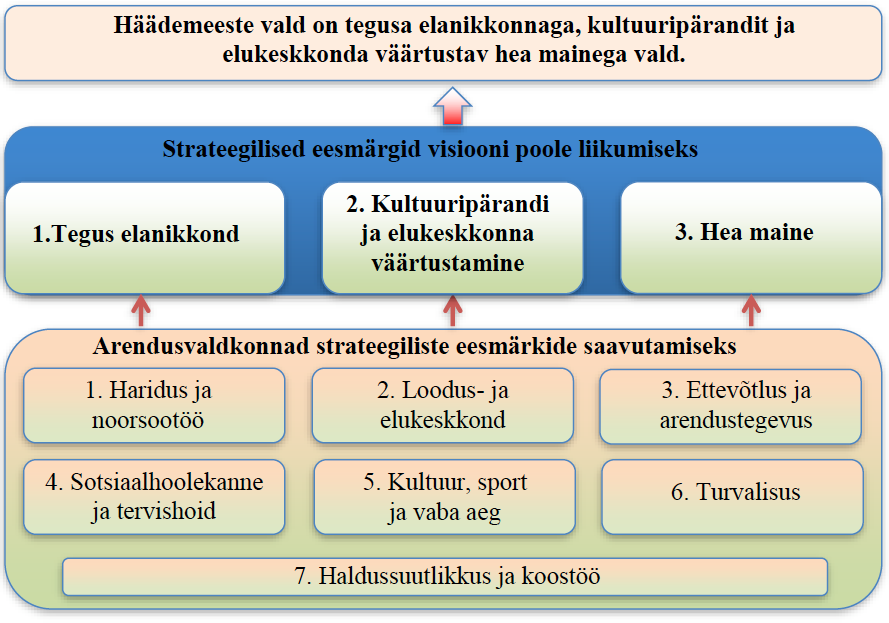 Häädemeeste vald on tegusa elanikkonnaga, kultuuripärandit ja
elukeskkonda väärtustav hea mainega vald.
Strateegilised eesmärgid visiooni poole liikumiseks
1.Tegus elanikkond
2. Kultuuripärandi
ja elukeskkonna
väärtustamine
3. Hea maine
Arendusvaldkonnad strateegiliste eesmärkide saavutamiseks
1. Haridus ja
noorsootöö
2. Loodus- ja
elukeskkond
3. Ettevõtlus ja
arendustegevus
4. Sotsiaalhoolekanne
ja tervishoid
5. Kultuur, sport
ja vaba aeg
6. Turvalisus
7. Haldussuutlikkus ja koostöö